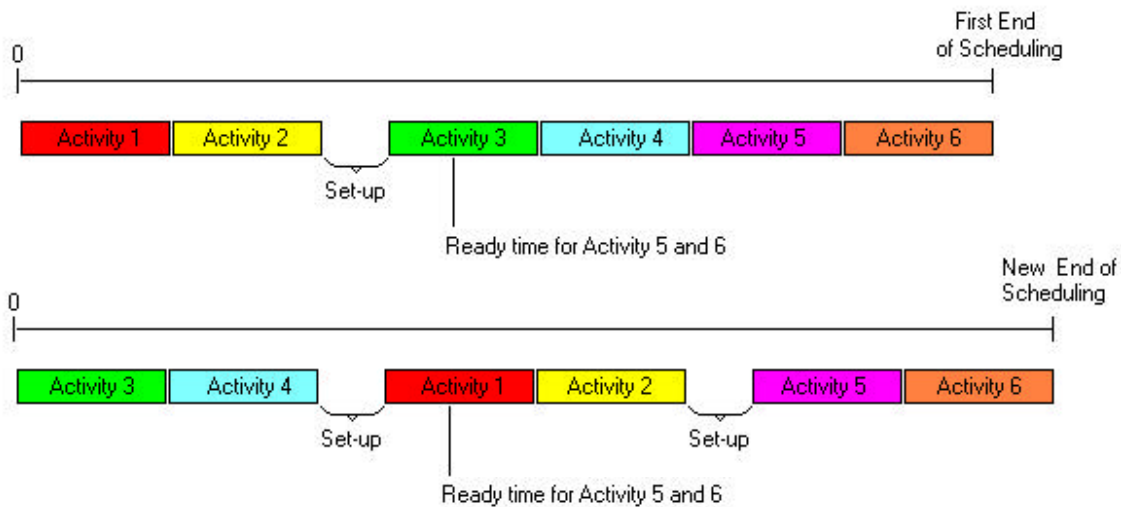 First End
of Scheduling
0
Activity 1 Activity 2 Activity 3 Activity 4 Activity 5 Activity 6
Set-up
Ready time for Activity 5 and 6
New End of
Scheduling
0
Activity 3 Activity 4 Activity 1 Activity 2 Activity 5 Activity 6
Set-up Set-up
Ready time for Activity 5 and 6